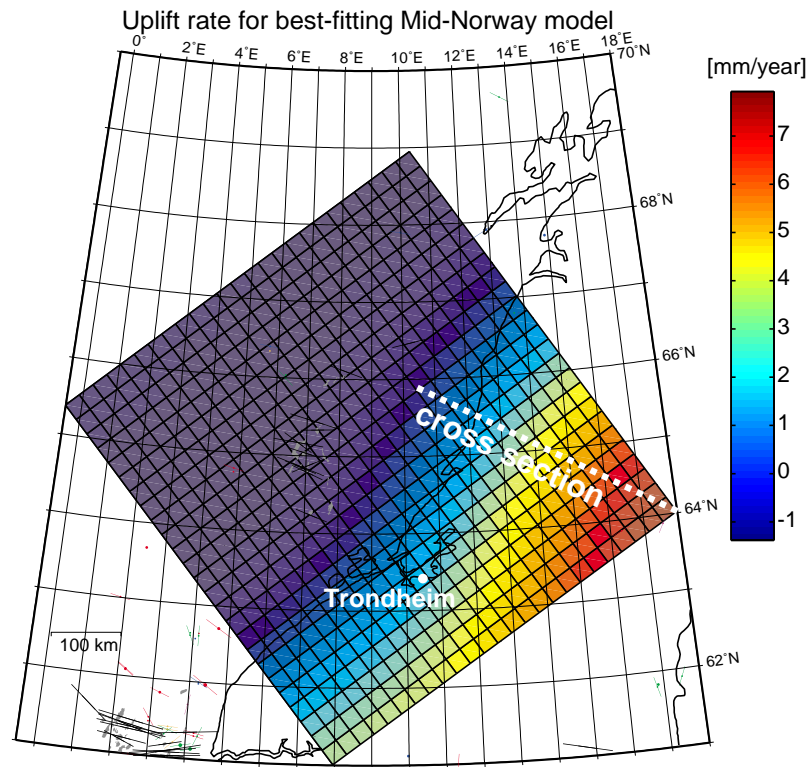 Uplift rate for best-fitting Mid-Norway model
0˚ 2˚E 4˚E 6˚E 8˚E 10˚E 12˚E 14˚E 16˚E 18˚E
70˚N
[mm/year]
7
6
68˚N
5
4
3
66˚N
2
1
cross section
0
64˚N
-1
Trondheim
100 km
62˚N